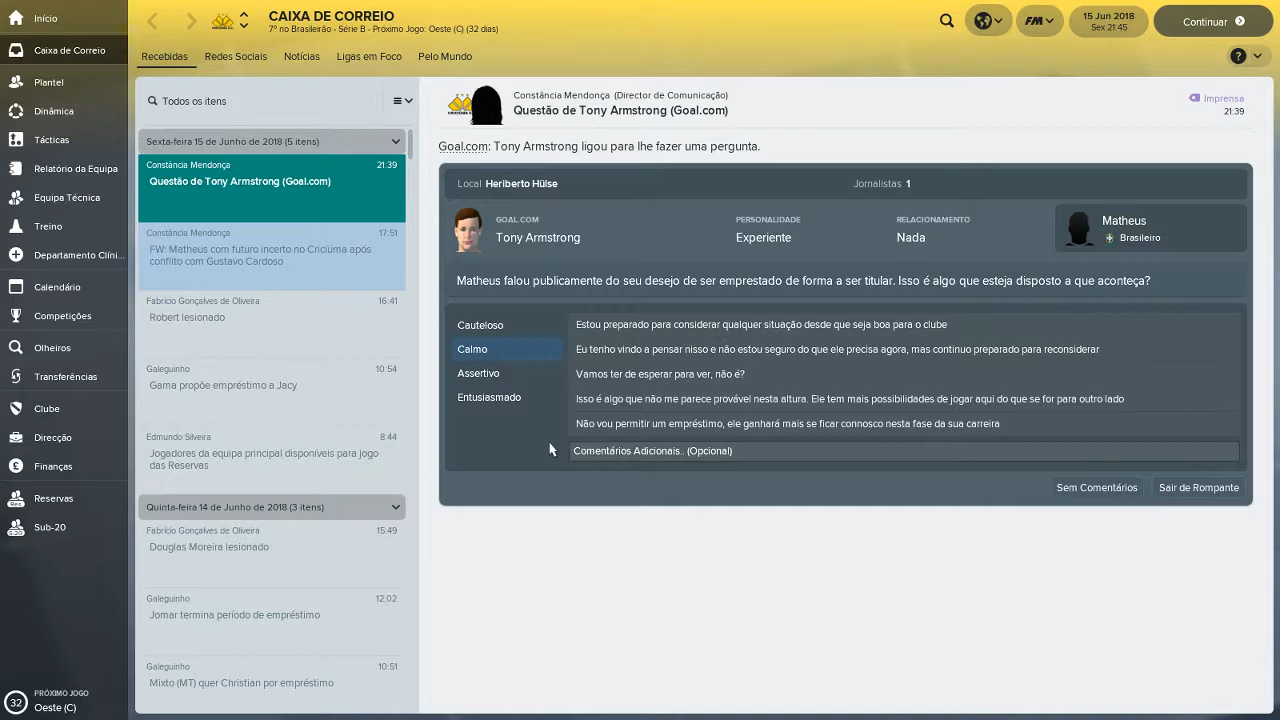 Início
Caixa de Correio
Plantel
Dinâmica
Tácticas
Relatório da Equipa
Equipa Técnica
Treino
Departamento Clíni...
Calendário
Competições
Olheiros
Transferências
Clube
Direcção
Finanças
Reservas
Sub-20
32
PRÓXIMO JOGO
Oeste (C)
CAIXA DE CORREIO
7º no Brasileirão - Série B - Próximo Jogo: Oeste (C) (32 dias)
FM
15 Jun 2018
Sex 21:45
Continuar
Recebidas
Redes Sociais
Notícias
Ligas em Foco
Pelo Mundo
?
Todos os itens
Sexta-feira 15 de Junho de 2018 (5 itens)
Constância Mendonça 21:39
Questão de Tony Armstrong (Goal.com)
Constância Mendonça 17:51
FW: Matheus com futuro incerto no Criciúma após
conflito com Gustavo Cardoso
Fabrício Gonçalves de Oliveira 16:41
Robert lesionado
Galeguinho 10:54
Gama propõe empréstimo a Jacy
Edmundo Silveira 8:44
Jogadores da equipa principal disponíveis para jogo
das Reservas
Quinta-feira 14 de Junho de 2018 (3 itens)
Fabrício Gonçalves de Oliveira 15:49
Douglas Moreira lesionado
Galeguinho 12:02
Jomar termina período de empréstimo
Galeguinho 10:51
Mixto (MT) quer Christian por empréstimo
Constância Mendonça (Director de Comunicação)
Questão de Tony Armstrong (Goal.com)
Imprensa
21:39
Goal.com: Tony Armstrong ligou para lhe fazer uma pergunta.
Local Heriberto Hülse
Jornalistas 1
GOAL.COM
Tony Armstrong
PERSONALIDADE
Experiente
RELACIONAMENTO
Nada
Matheus
Brasileiro
Matheus falou publicamente do seu desejo de ser emprestado de forma a ser titular. Isso é algo que esteja disposto a que aconteça?
Cauteloso
Calmo
Assertivo
Entusiasmado
Estou preparado para considerar qualquer situação desde que seja boa para o clube
Eu tenho vindo a pensar nisso e não estou seguro do que ele precisa agora, mas continuo preparado para reconsiderar
Vamos ter de esperar para ver, não é?
Isso é algo que não me parece provável nesta altura. Ele tem mais possibilidades de jogar aqui do que se for para outro lado
Não vou permitir um empréstimo, ele ganhará mais se ficar connosco nesta fase da sua carreira
Comentários Adicionais.. (Opcional)
Sem Comentários
Sair de Rompante